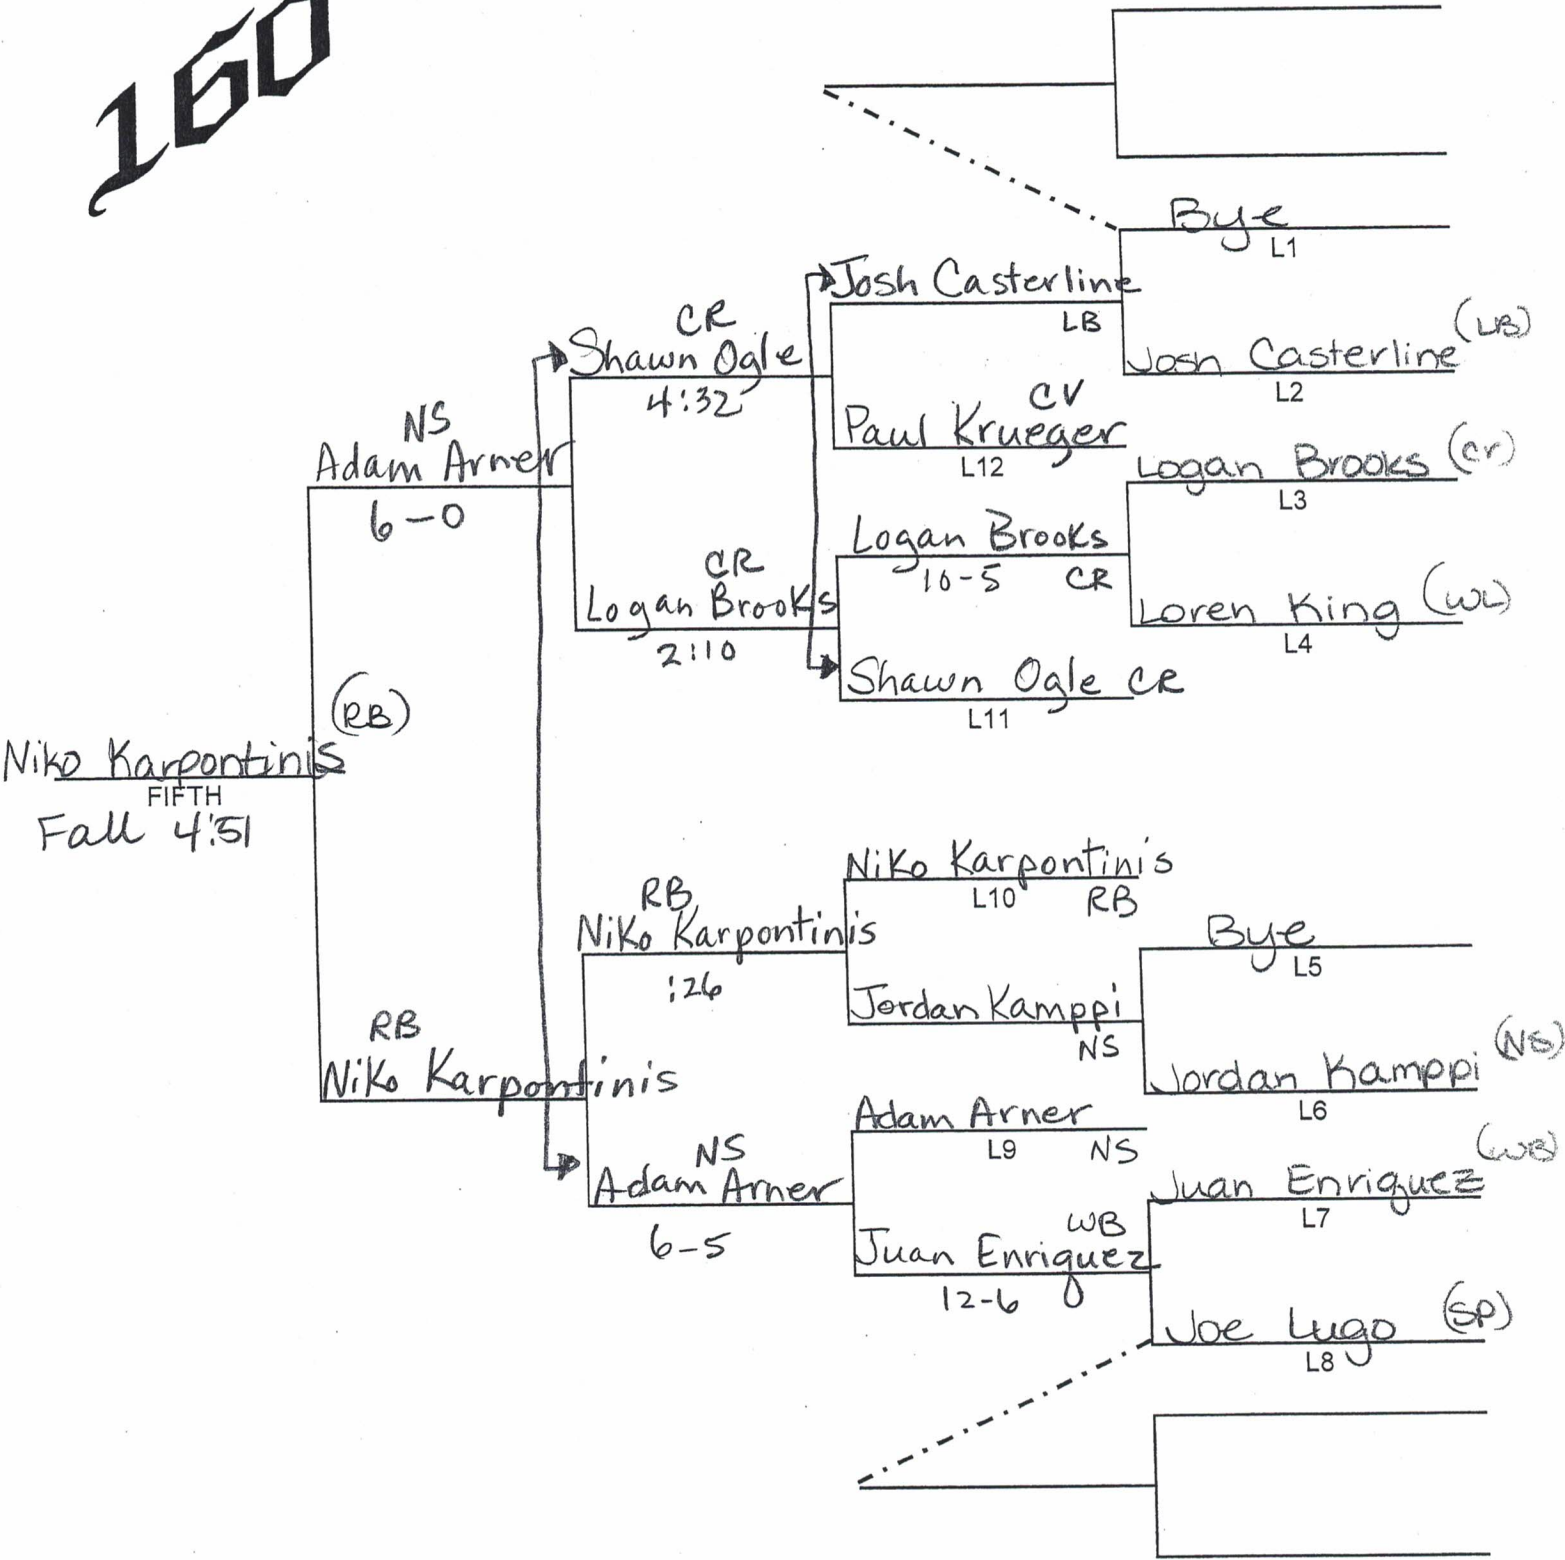 160
Bye
L1
Josh Casterline
LB
(LB)
Josh Casterline
L2
CR
Shawn Ogle
4:32
CV
Paul Krueger
L12
NS
Adam Arner
6-0
Logan Brooks (Cr)
L3
Logan Brooks
10-5 CR
CR
Logan Brooks
2:10
Loren King (WL)
L4
Shawn Ogle CR
L11
(RB)
Niko Karpontinis
FIFTH
Fall 4:51
Niko Karpontinis
L10 RB
RB
Niko Karpontinis
:26
Bye
L5
Jordan Kamppi
NS
(NS)
Jordan Kamppi
L6
RB
Niko Karpontinis
Adam Arner
L9 NS
NS
Adam Arner
6-5
(WB)
Juan Enriquez
L7
WB
Juan Enriquez
12-6
Joe Lugo (SP)
L8